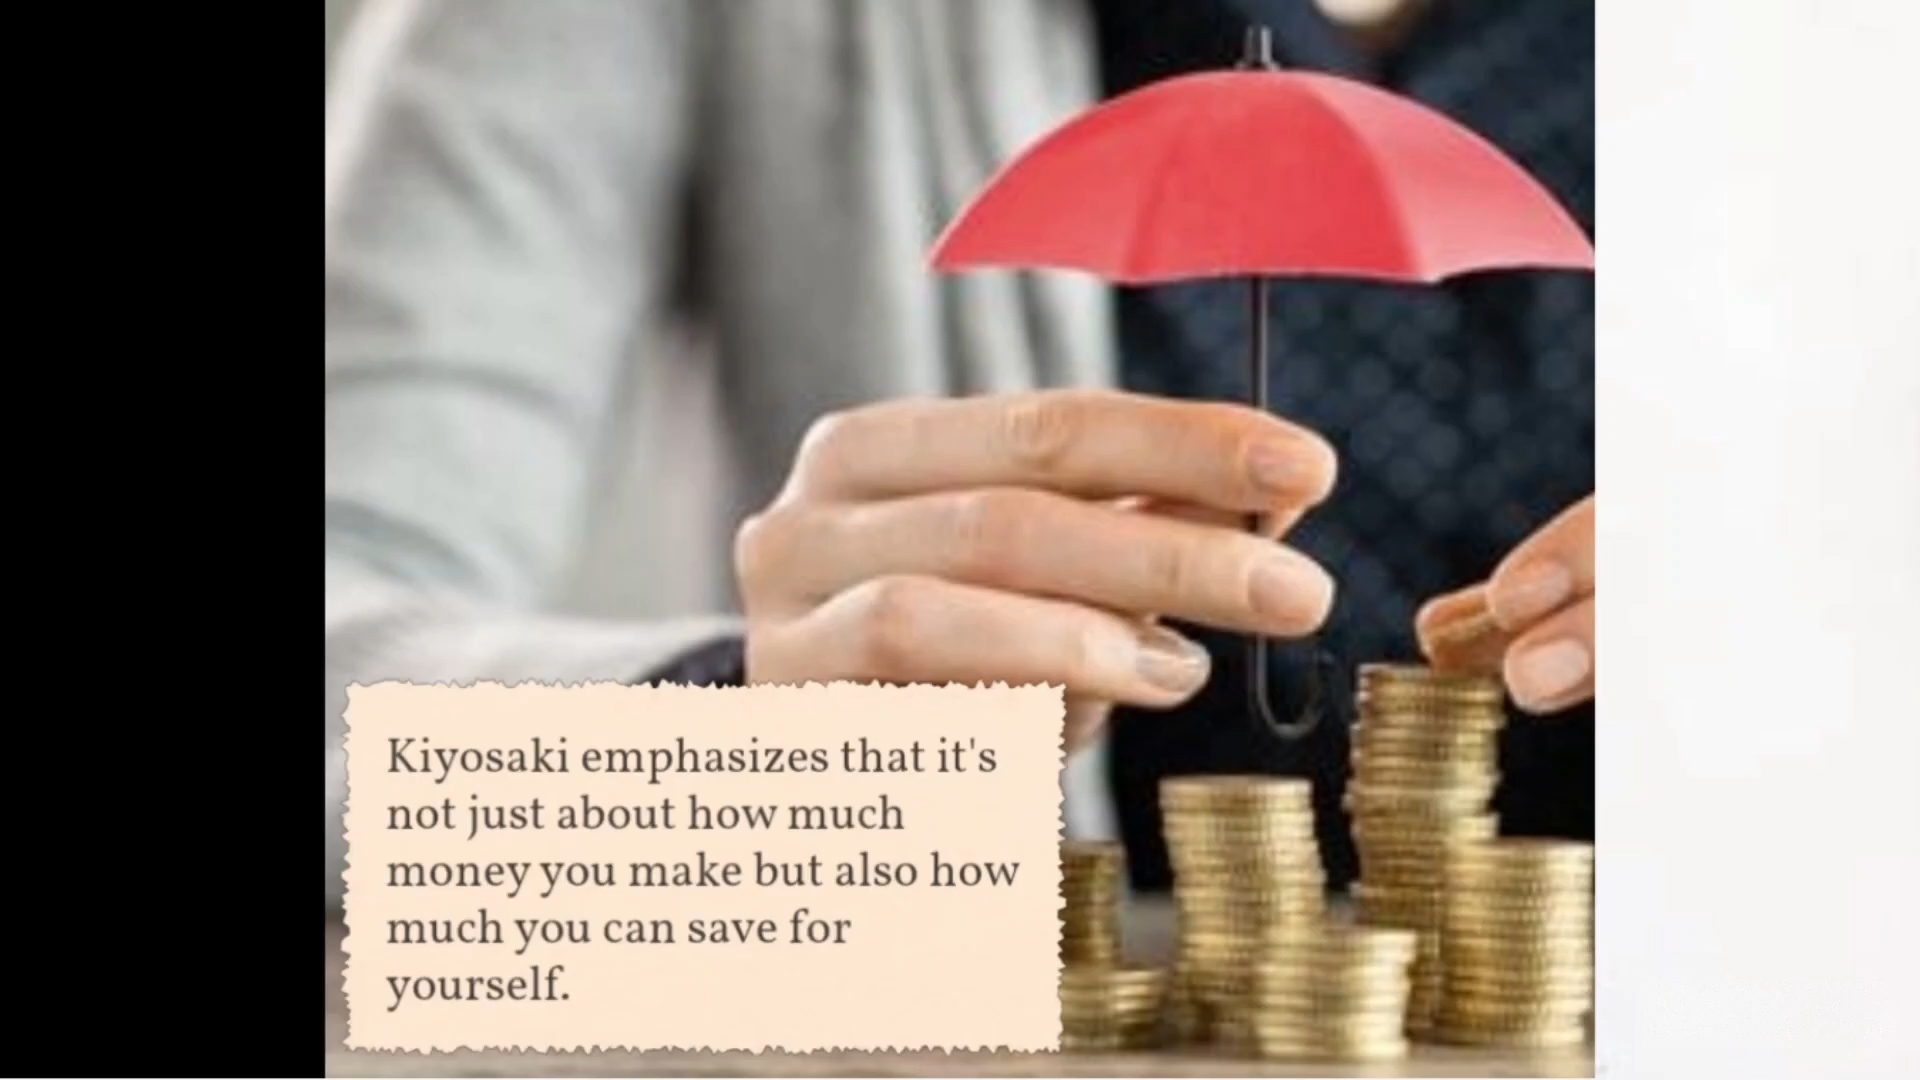 Kiyosaki emphasizes that it's
not just about how much
money you make but also how
much you can save for
yourself.